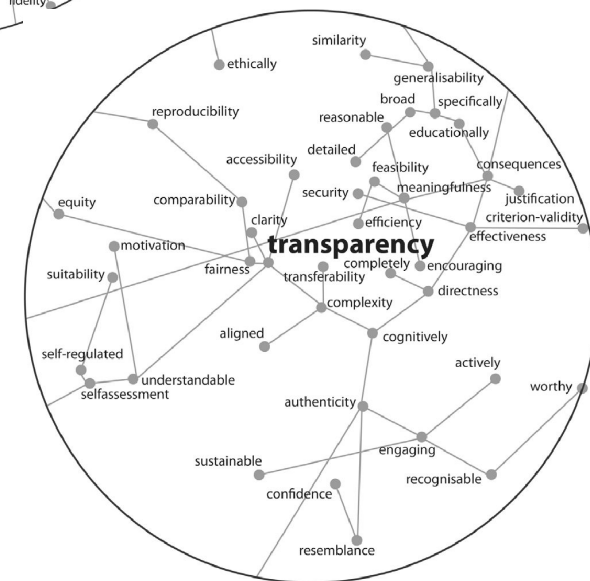 fidelity
similarity
ethically
generalisability
broad
specifically
reproducibility
reasonable
educationally
accessibility
detailed
consequences
feasibility
security
meaningfulness
justification
equity
comparability
clarity
efficiency
criterion-validity
effectiveness
motivation
transparency
fairness
suitability
transferability
completely
encouraging
directness
complexity
aligned
cognitively
self-regulated
selfassessment
understandable
actively
worthy
authenticity
engaging
sustainable
recognisable
confidence
resemblance